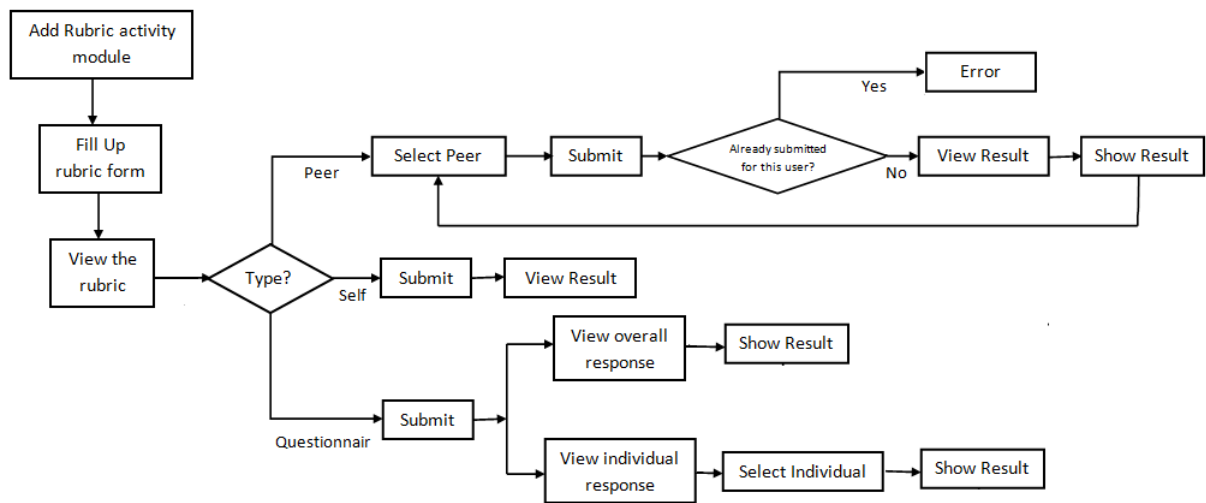 Add Rubric activity
module
Fill Up
rubric form
View the
rubric
Type?
Peer
Select Peer
Submit
Already submitted
for this user?
Yes
Error
No
View Result
Show Result
Self
Submit
View Result
Questionnair
Submit
View overall
response
Show Result
View individual
response
Select Individual
Show Result